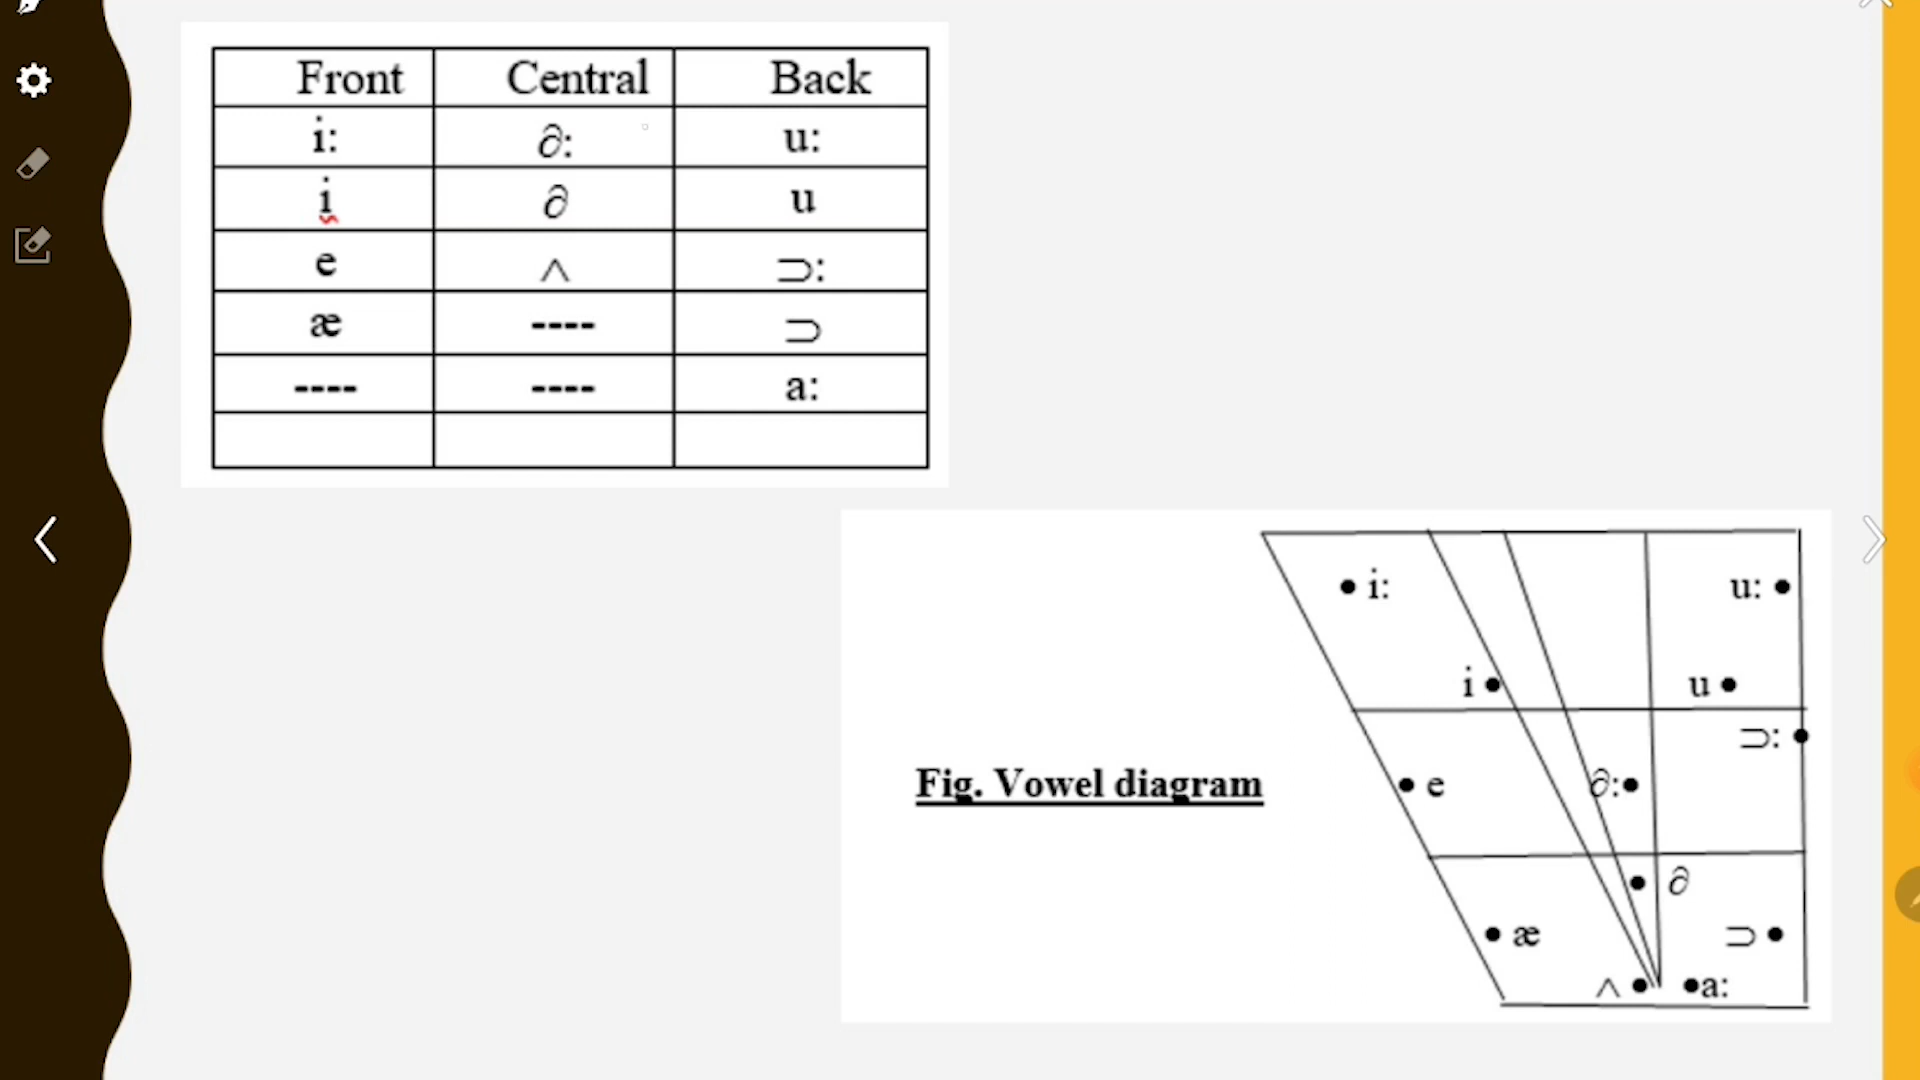 Front Central Back
i: ∂: u:
i ∂ u
e ^ ⊃:
æ ---- ⊃
---- ---- a:
i: u:
i u
⊃:
Fig. Vowel diagram e ∂:
∂
æ ⊃
^ a: